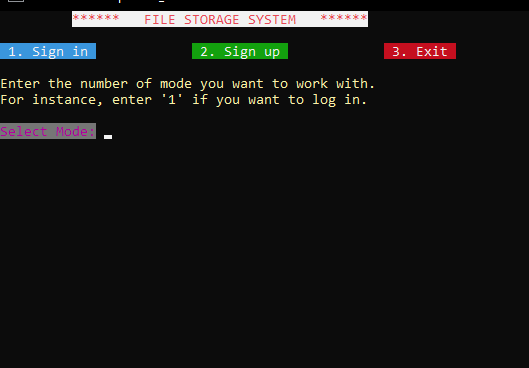 ****** FILE STORAGE SYSTEM ******
1. Sign in 2. Sign up 3. Exit
Enter the number of mode you want to work with.
For instance, enter '1' if you want to log in.
Select Mode: